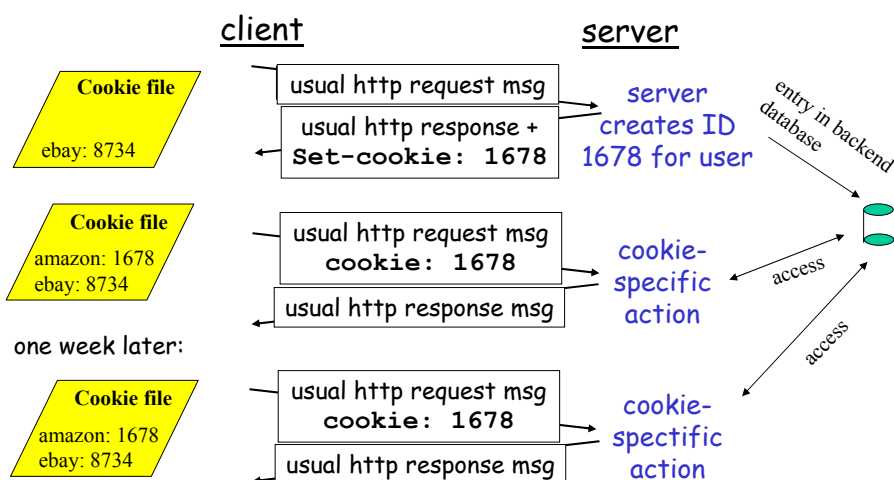 client
server
Cookie file
ebay: 8734
usual http request msg
usual http response +
Set-cookie: 1678
server
creates ID
1678 for user
entry in backend
database
Cookie file
amazon: 1678
ebay: 8734
usual http request msg
cookie: 1678
usual http response msg
cookie-
specific
action
access
access
one week later:
Cookie file
amazon: 1678
ebay: 8734
usual http request msg
cookie: 1678
usual http response msg
cookie-
spectific
action